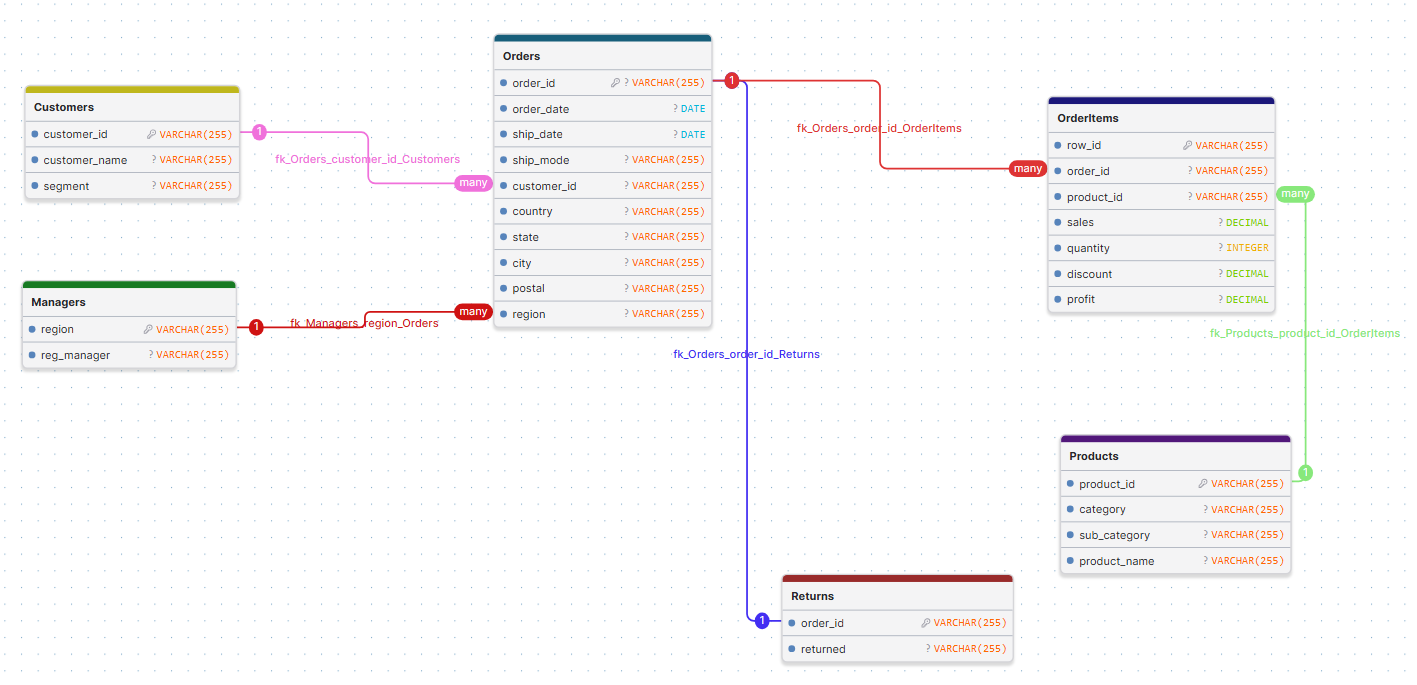 Customers
customer_id VARCHAR(255)
customer_name ? VARCHAR(255)
segment ? VARCHAR(255)
Managers
region VARCHAR(255)
reg_manager ? VARCHAR(255)
Orders
order_id ? VARCHAR(255)
order_date ? DATE
ship_date ? DATE
ship_mode ? VARCHAR(255)
customer_id ? VARCHAR(255)
country ? VARCHAR(255)
state ? VARCHAR(255)
city ? VARCHAR(255)
postal ? VARCHAR(255)
region ? VARCHAR(255)
OrderItems
row_id VARCHAR(255)
order_id ? VARCHAR(255)
product_id ? VARCHAR(255)
sales ? DECIMAL
quantity ? INTEGER
discount ? DECIMAL
profit ? DECIMAL
Products
product_id VARCHAR(255)
category ? VARCHAR(255)
sub_category ? VARCHAR(255)
product_name ? VARCHAR(255)
Returns
order_id VARCHAR(255)
returned ? VARCHAR(255)
1
fk_Orders_customer_id_Customers
many
1
fk_Managers_region_Orders
many
1
fk_Orders_order_id_OrderItems
many
fk_Orders_order_id_Returns
1
many
fk_Products_product_id_OrderItems
1